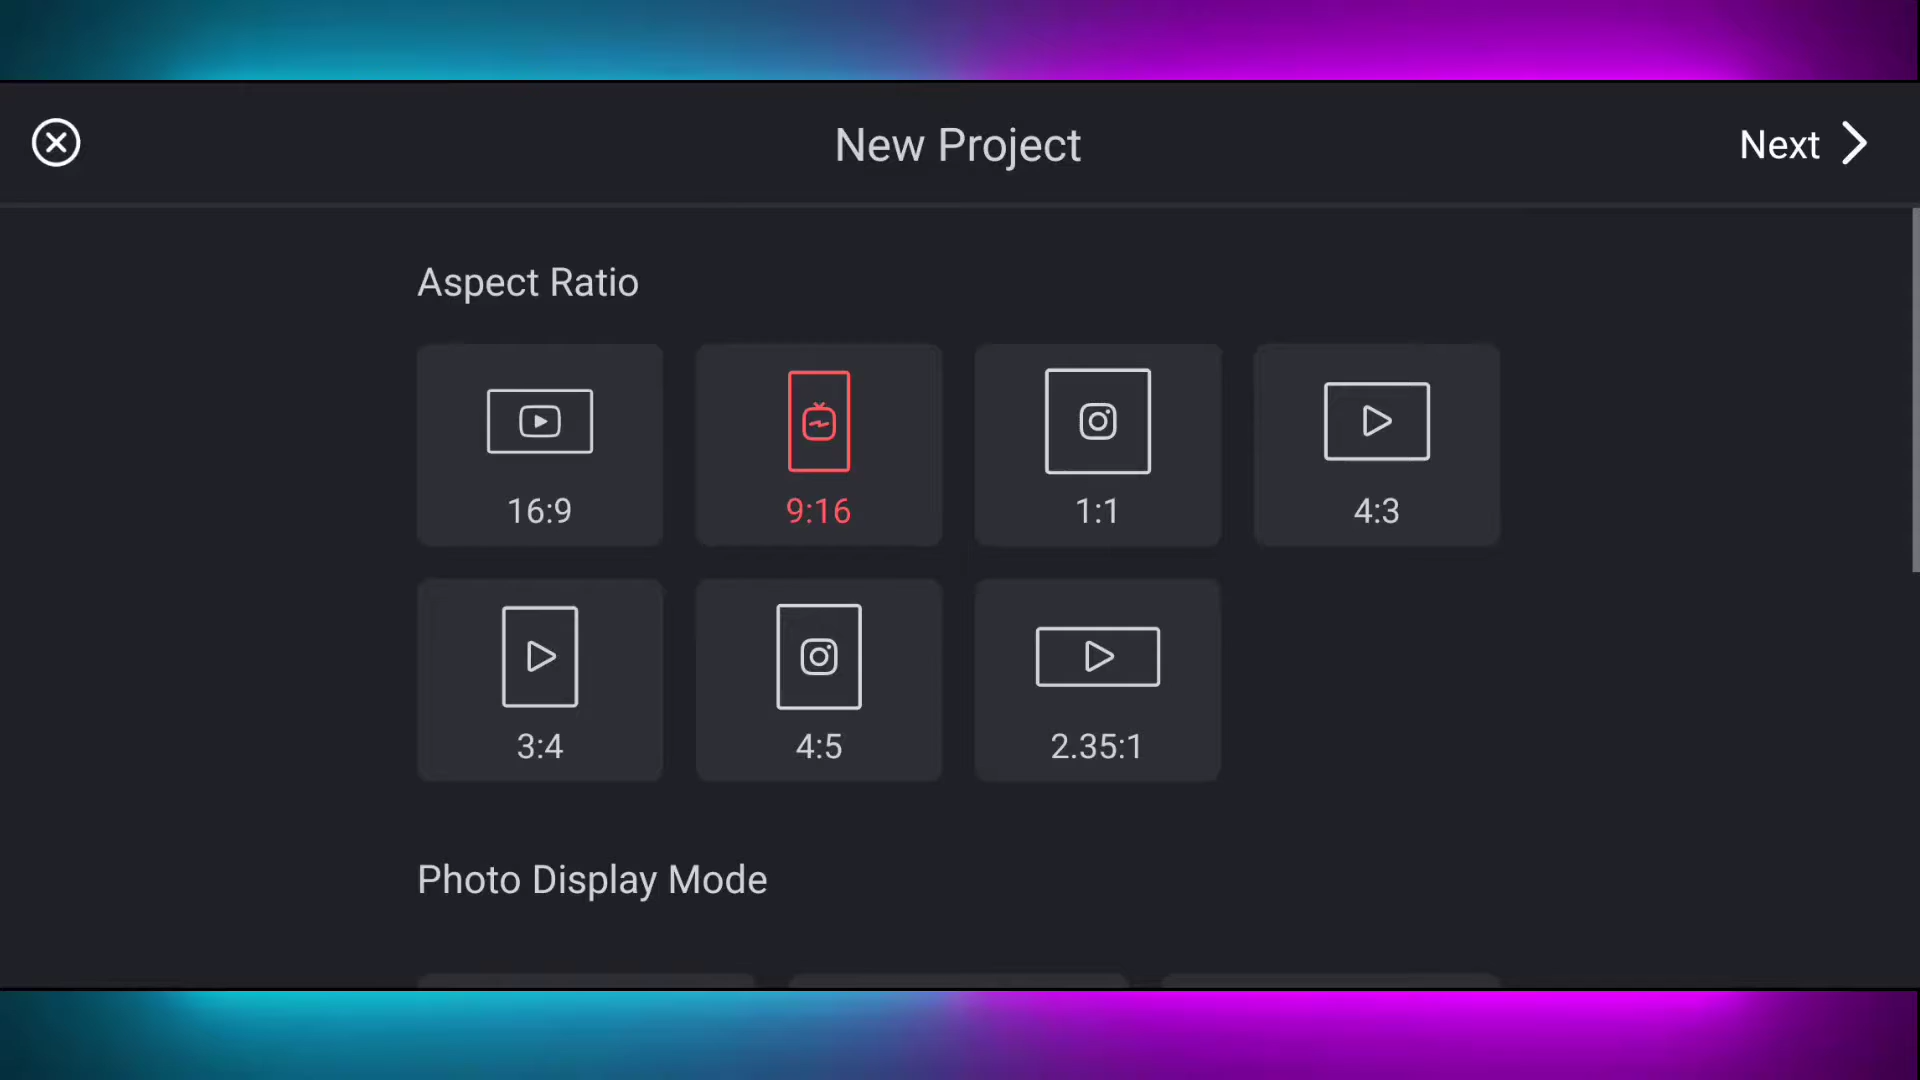 New Project
Next
Aspect Ratio
16:9
9:16
1:1
4:3
3:4
4:5
2.35:1
Photo Display Mode